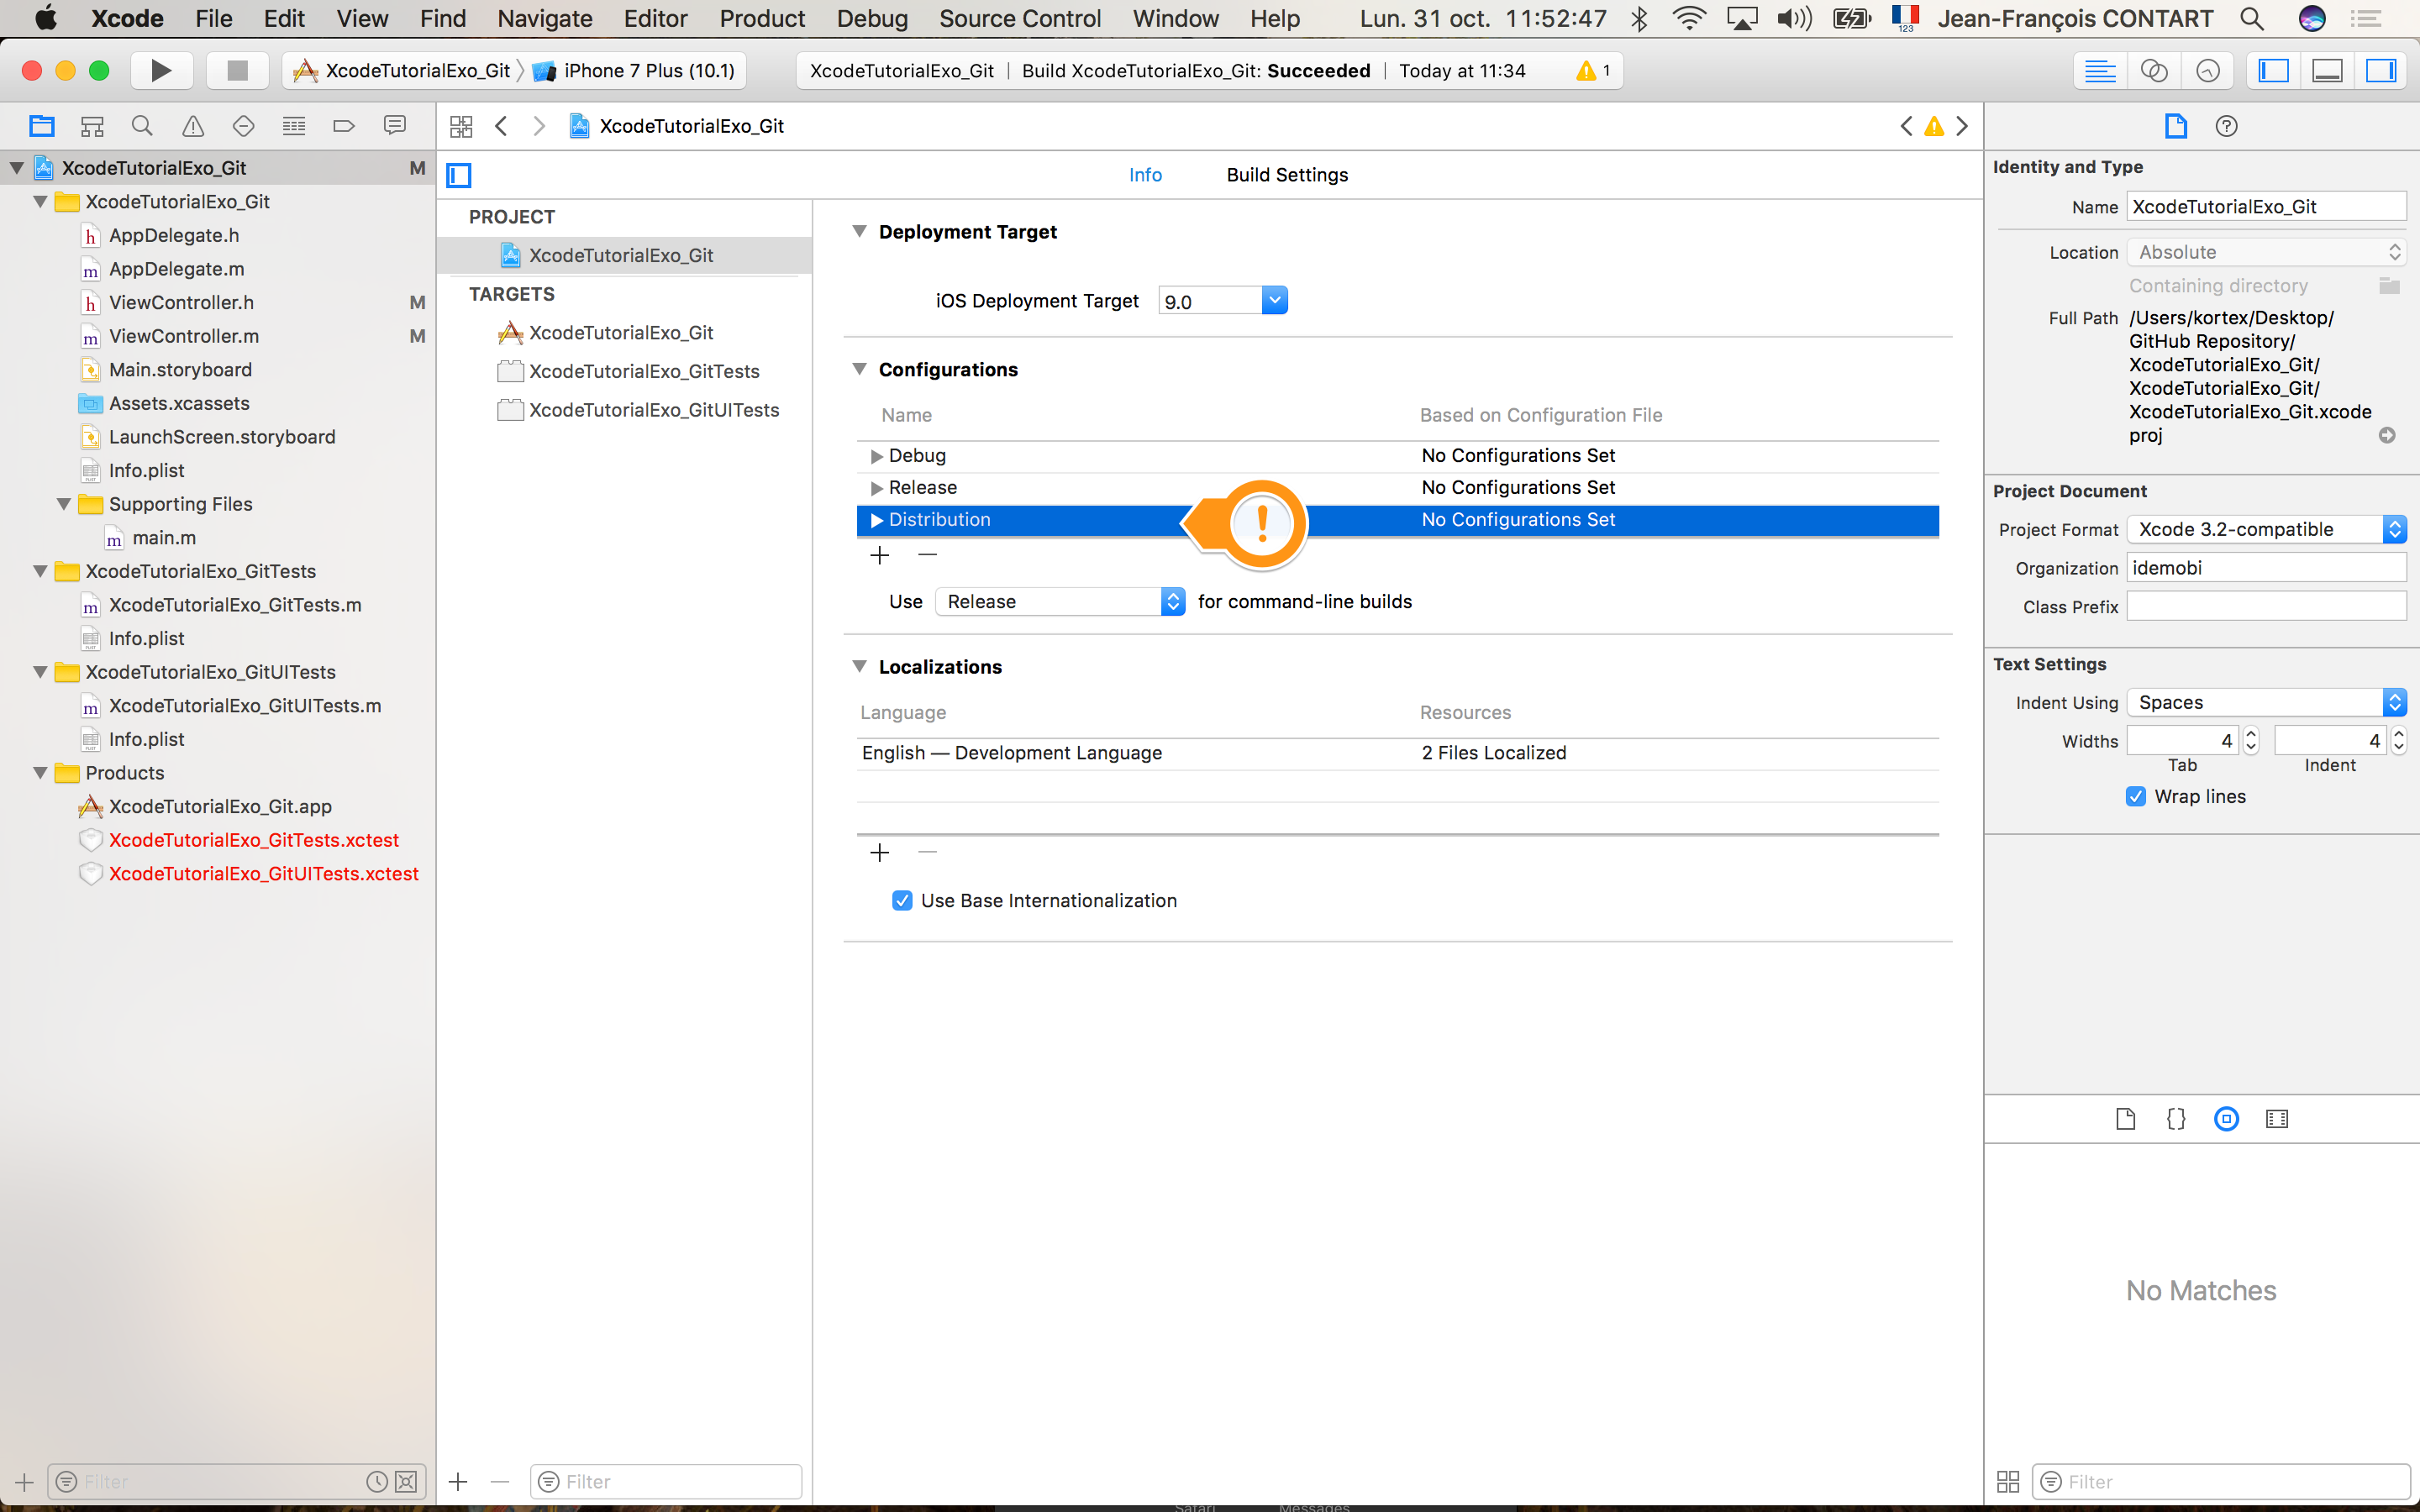 Xcode File Edit View Find Navigate Editor Product Debug Source Control Window Help Lun. 31 oct. 11:52:47 123 Jean-François CONTART
XcodeTutorialExo_Git iPhone 7 Plus (10.1) XcodeTutorialExo_Git | Build XcodeTutorialExo_Git: Succeeded | Today at 11:34 1
XcodeTutorialExo_Git
XcodeTutorialExo_Git M
XcodeTutorialExo_Git
AppDelegate.h
AppDelegate.m
ViewController.h M
ViewController.m M
Main.storyboard
Assets.xcassets
LaunchScreen.storyboard
Info.plist
Supporting Files
main.m
XcodeTutorialExo_GitTests
XcodeTutorialExo_GitTests.m
Info.plist
XcodeTutorialExo_GitUITests
XcodeTutorialExo_GitUITests.m
Info.plist
Products
XcodeTutorialExo_Git.app
XcodeTutorialExo_GitTests.xctest
XcodeTutorialExo_GitUITests.xctest
Filter
Info Build Settings
PROJECT
XcodeTutorialExo_Git
TARGETS
XcodeTutorialExo_Git
XcodeTutorialExo_GitTests
XcodeTutorialExo_GitUITests
Filter
Deployment Target
iOS Deployment Target 9.0
Configurations
Name Based on Configuration File
Debug No Configurations Set
Release No Configurations Set
Distribution No Configurations Set
Use Release for command-line builds
Localizations
Language Resources
English — Development Language 2 Files Localized
Use Base Internationalization
Identity and Type
Name XcodeTutorialExo_Git
Location Absolute
Containing directory
Full Path /Users/kortex/Desktop/
GitHub Repository/
XcodeTutorialExo_Git/
XcodeTutorialExo_Git/
XcodeTutorialExo_Git.xcode
proj
Project Document
Project Format Xcode 3.2-compatible
Organization idemobi
Class Prefix
Text Settings
Indent Using Spaces
Widths 4 4
Tab Indent
Wrap lines
No Matches
Filter
Safari Messages